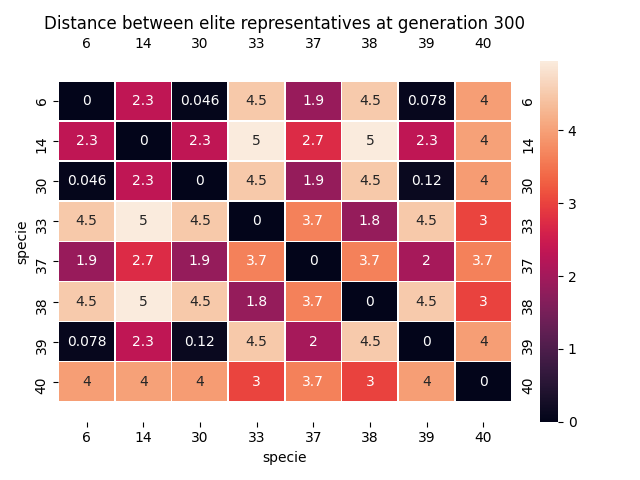 Distance between elite representatives at generation 300
6 14 30 33 37 38 39 40
6 0 2.3 0.046 4.5 1.9 4.5 0.078 4 6
14 2.3 0 2.3 5 2.7 5 2.3 4 14
30 0.046 2.3 0 4.5 1.9 4.5 0.12 4 30
33 4.5 5 4.5 0 3.7 1.8 4.5 3 33
37 1.9 2.7 1.9 3.7 0 3.7 2 3.7 37
38 4.5 5 4.5 1.8 3.7 0 4.5 3 38
39 0.078 2.3 0.12 4.5 2 4.5 0 4 39
40 4 4 4 3 3.7 3 4 0 40
6 14 30 33 37 38 39 40
specie
specie
4
3
2
1
0